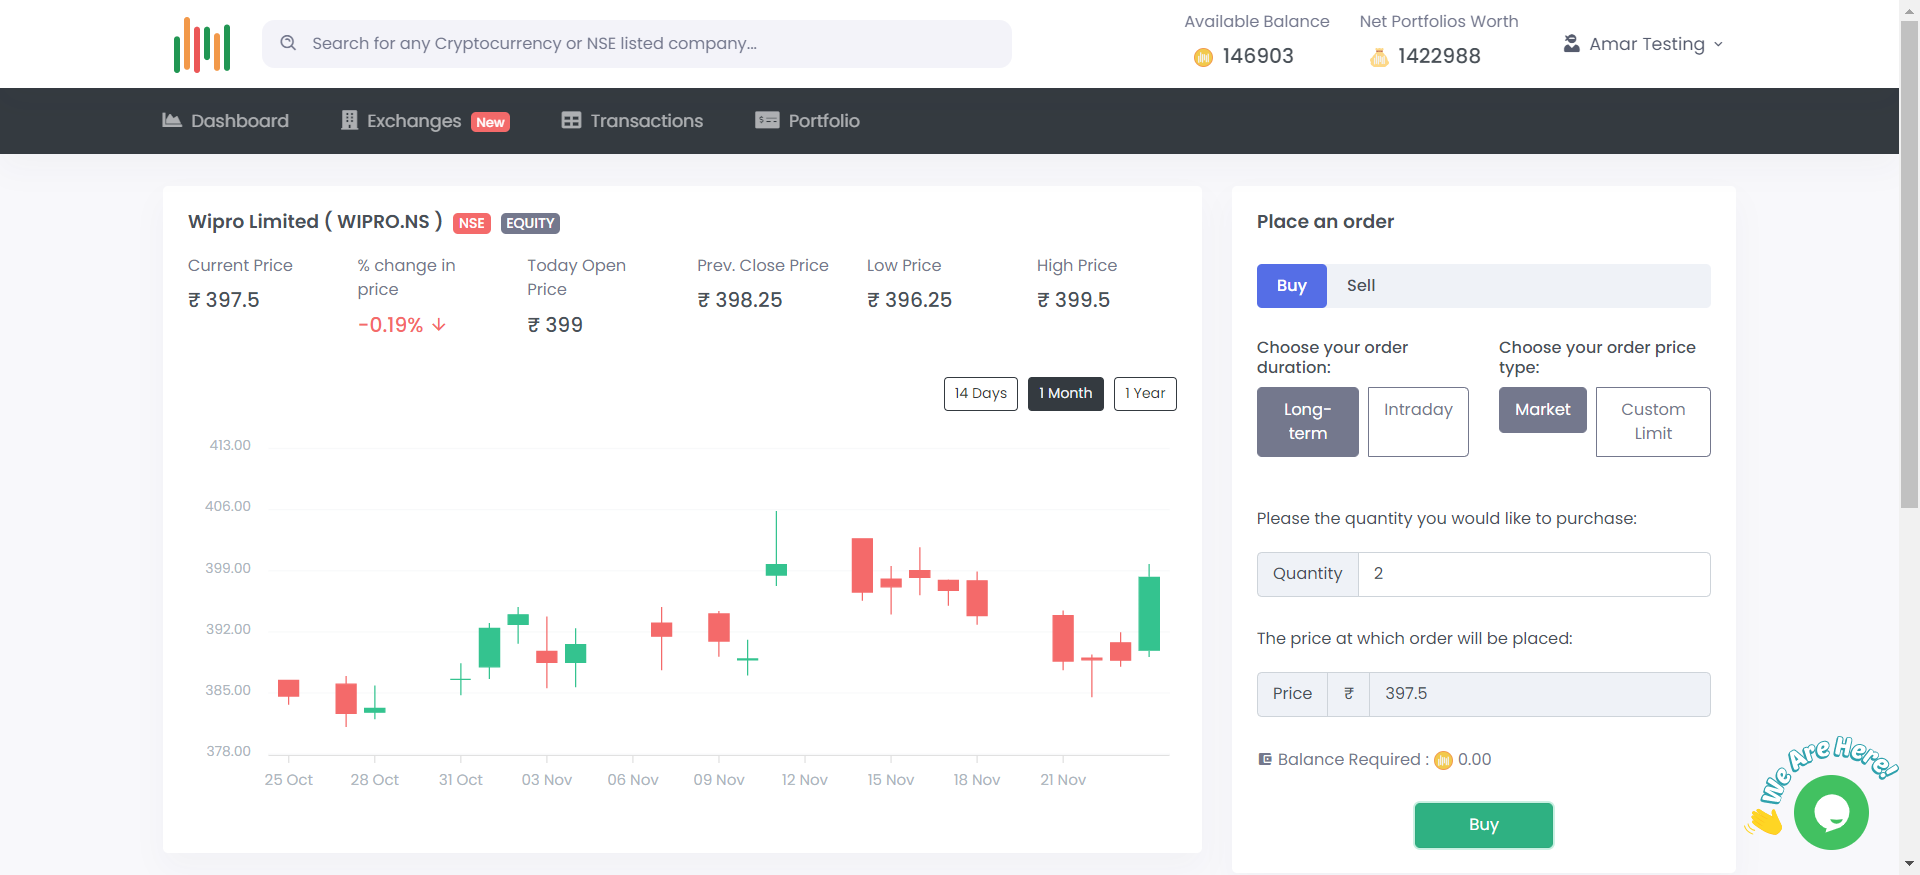 Search for any Cryptocurrency or NSE listed company...
Available Balance
146903
Net Portfolios Worth
1422988
Amar Testing
Dashboard
Exchanges New
Transactions
Portfolio
Wipro Limited ( WIPRO.NS ) NSE EQUITY
Current Price
₹ 397.5
% change in
price
-0.19% ↓
Today Open
Price
₹ 399
Prev. Close Price
₹ 398.25
Low Price
₹ 396.25
High Price
₹ 399.5
14 Days
1 Month
1 Year
413.00
406.00
399.00
392.00
385.00
378.00
25 Oct
28 Oct
31 Oct
03 Nov
06 Nov
09 Nov
12 Nov
15 Nov
18 Nov
21 Nov
Place an order
Buy
Sell
Choose your order
duration:
Long-
term
Intraday
Choose your order price
type:
Market
Custom
Limit
Please the quantity you would like to purchase:
Quantity 2
The price at which order will be placed:
Price ₹ 397.5
Balance Required : 0.00
Buy
We Are Here!